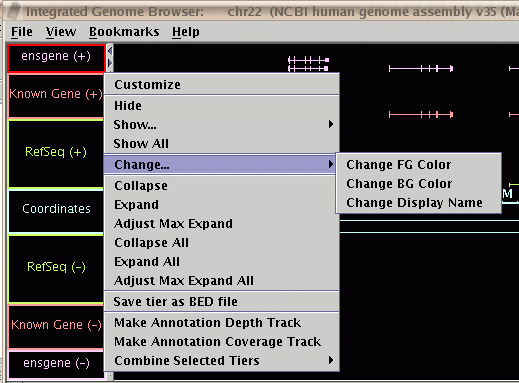 Integrated Genome Browser: chr22 (NCBI human genome assembly v35 (Ma
File View Bookmarks Help
ensgene (+)
Known Gene (+)
RefSeq (+)
Coordinates
RefSeq (-)
Known Gene (-)
ensgene (-)
Customize
Hide
Show...
Show All
Change...
Collapse
Expand
Adjust Max Expand
Collapse All
Expand All
Adjust Max Expand All
Save tier as BED file
Make Annotation Depth Track
Make Annotation Coverage Track
Combine Selected Tiers
Change FG Color
Change BG Color
Change Display Name
M